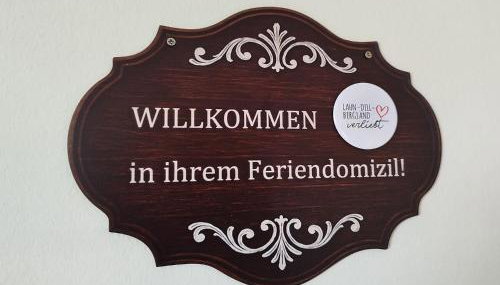 WILLKOMMEN
LAHN-DILL-
BERGLAND
verliebt
in ihrem Feriendomizil!